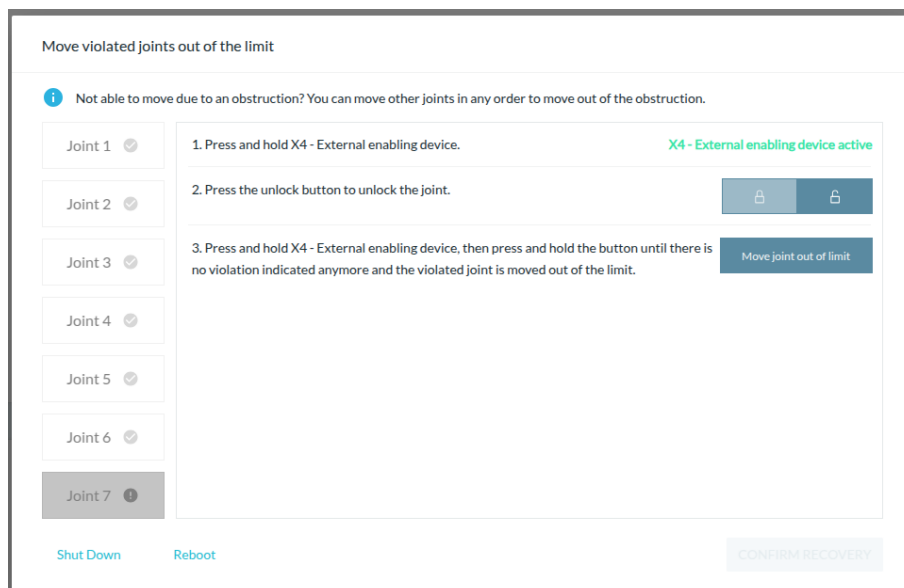 Move violated joints out of the limit
Not able to move due to an obstruction? You can move other joints in any order to move out of the obstruction.
Joint 1
Joint 2
Joint 3
Joint 4
Joint 5
Joint 6
Joint 7
1. Press and hold X4 - External enabling device.
X4 - External enabling device active
2. Press the unlock button to unlock the joint.
3. Press and hold X4 - External enabling device, then press and hold the button until there is
no violation indicated anymore and the violated joint is moved out of the limit.
Move joint out of limit
Shut Down
Reboot
CONFIRM RECOVERY